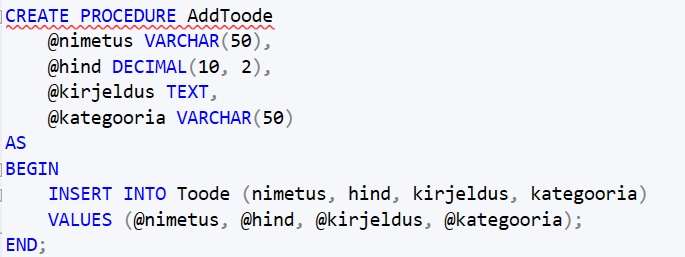 CREATE PROCEDURE AddToode
    @nimetus VARCHAR(50),
    @hind DECIMAL(10, 2),
    @kirjeldus TEXT,
    @kategooria VARCHAR(50)
AS
BEGIN
    INSERT INTO Toode (nimetus, hind, kirjeldus, kategooria)
    VALUES (@nimetus, @hind, @kirjeldus, @kategooria);
END;